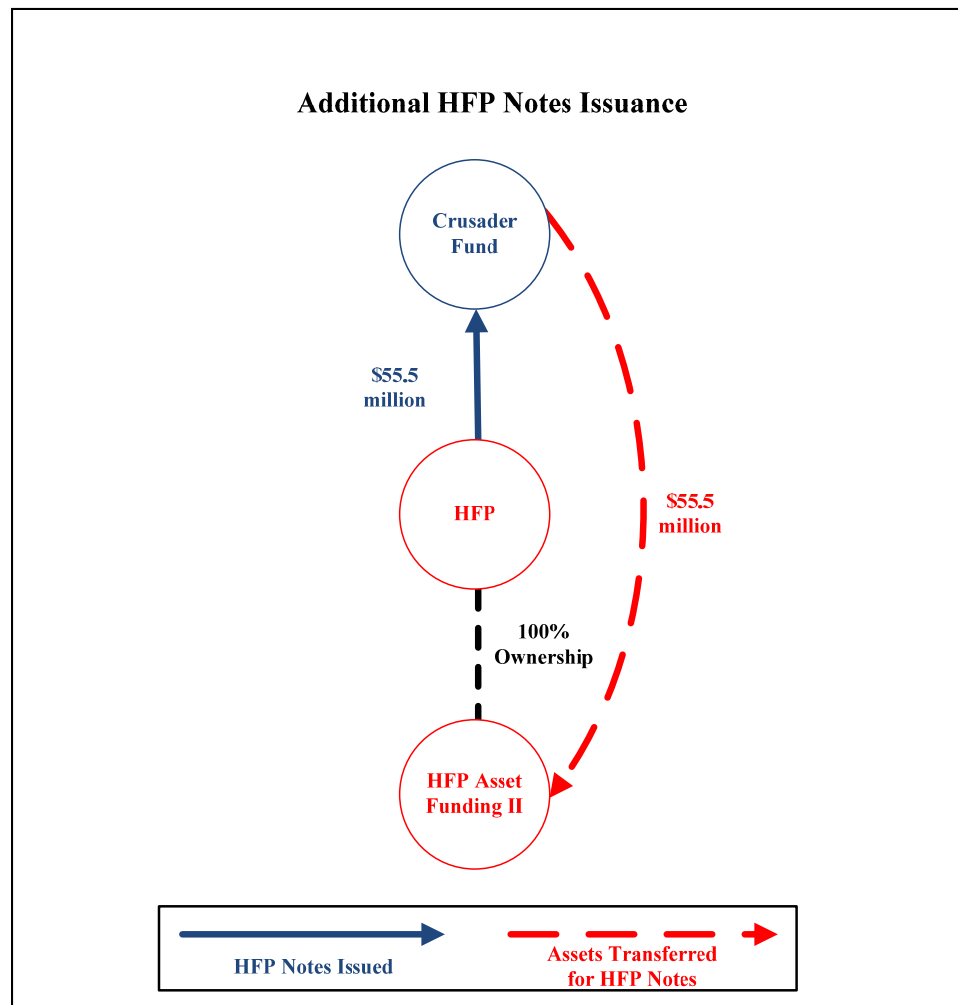 Additional HFP Notes Issuance
Crusader
Fund
$55.5
million
HFP
$55.5
million
100%
Ownership
HFP Asset
Funding II
HFP Notes Issued
Assets Transferred
for HFP Notes